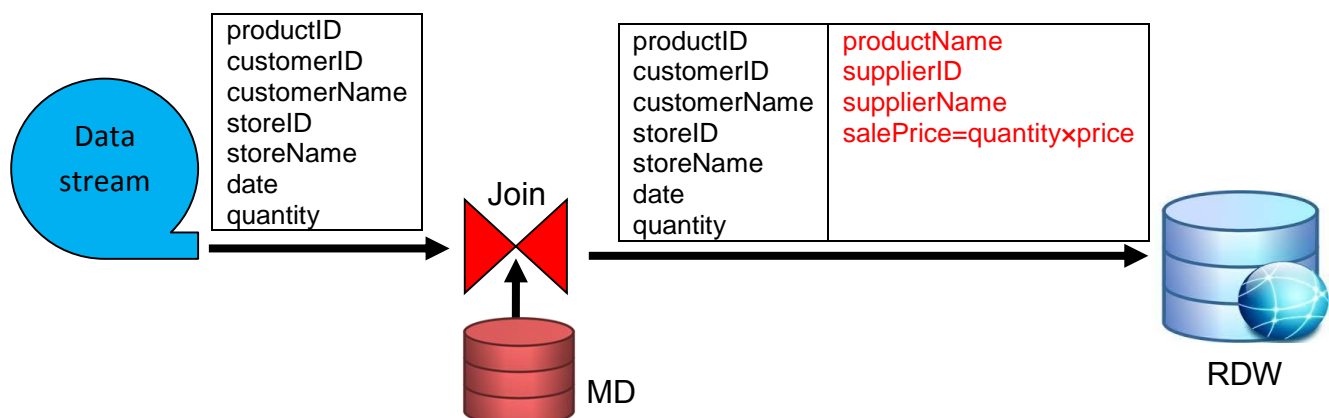 Data
stream
productID
customerID
customerName
storeID
storeName
date
quantity
Join
MD
productID
customerID
customerName
storeID
storeName
date
quantity
productName
supplierID
supplierName
salePrice=quantity×price
RDW